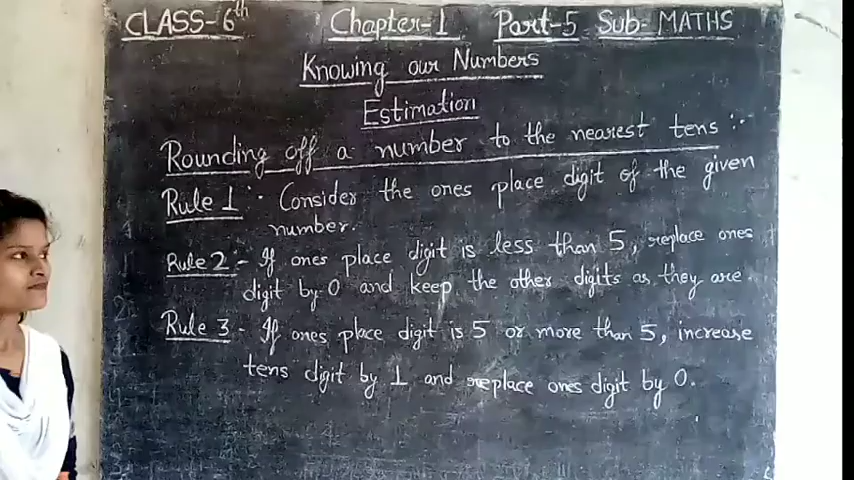 CLASS-6th Chapter-1 Part-5 Sub- MATHS
Knowing our Numbers
Estimation
Rounding off a number to the nearest tens :-
Rule 1 :- Consider the ones place digit of the given
number.
Rule 2 :- If ones place digit is less than 5, replace ones
digit by 0 and keep the other digits as they are.
Rule 3 - If ones place digit is 5 or more than 5, increase
tens digit by 1 and replace ones digit by 0.